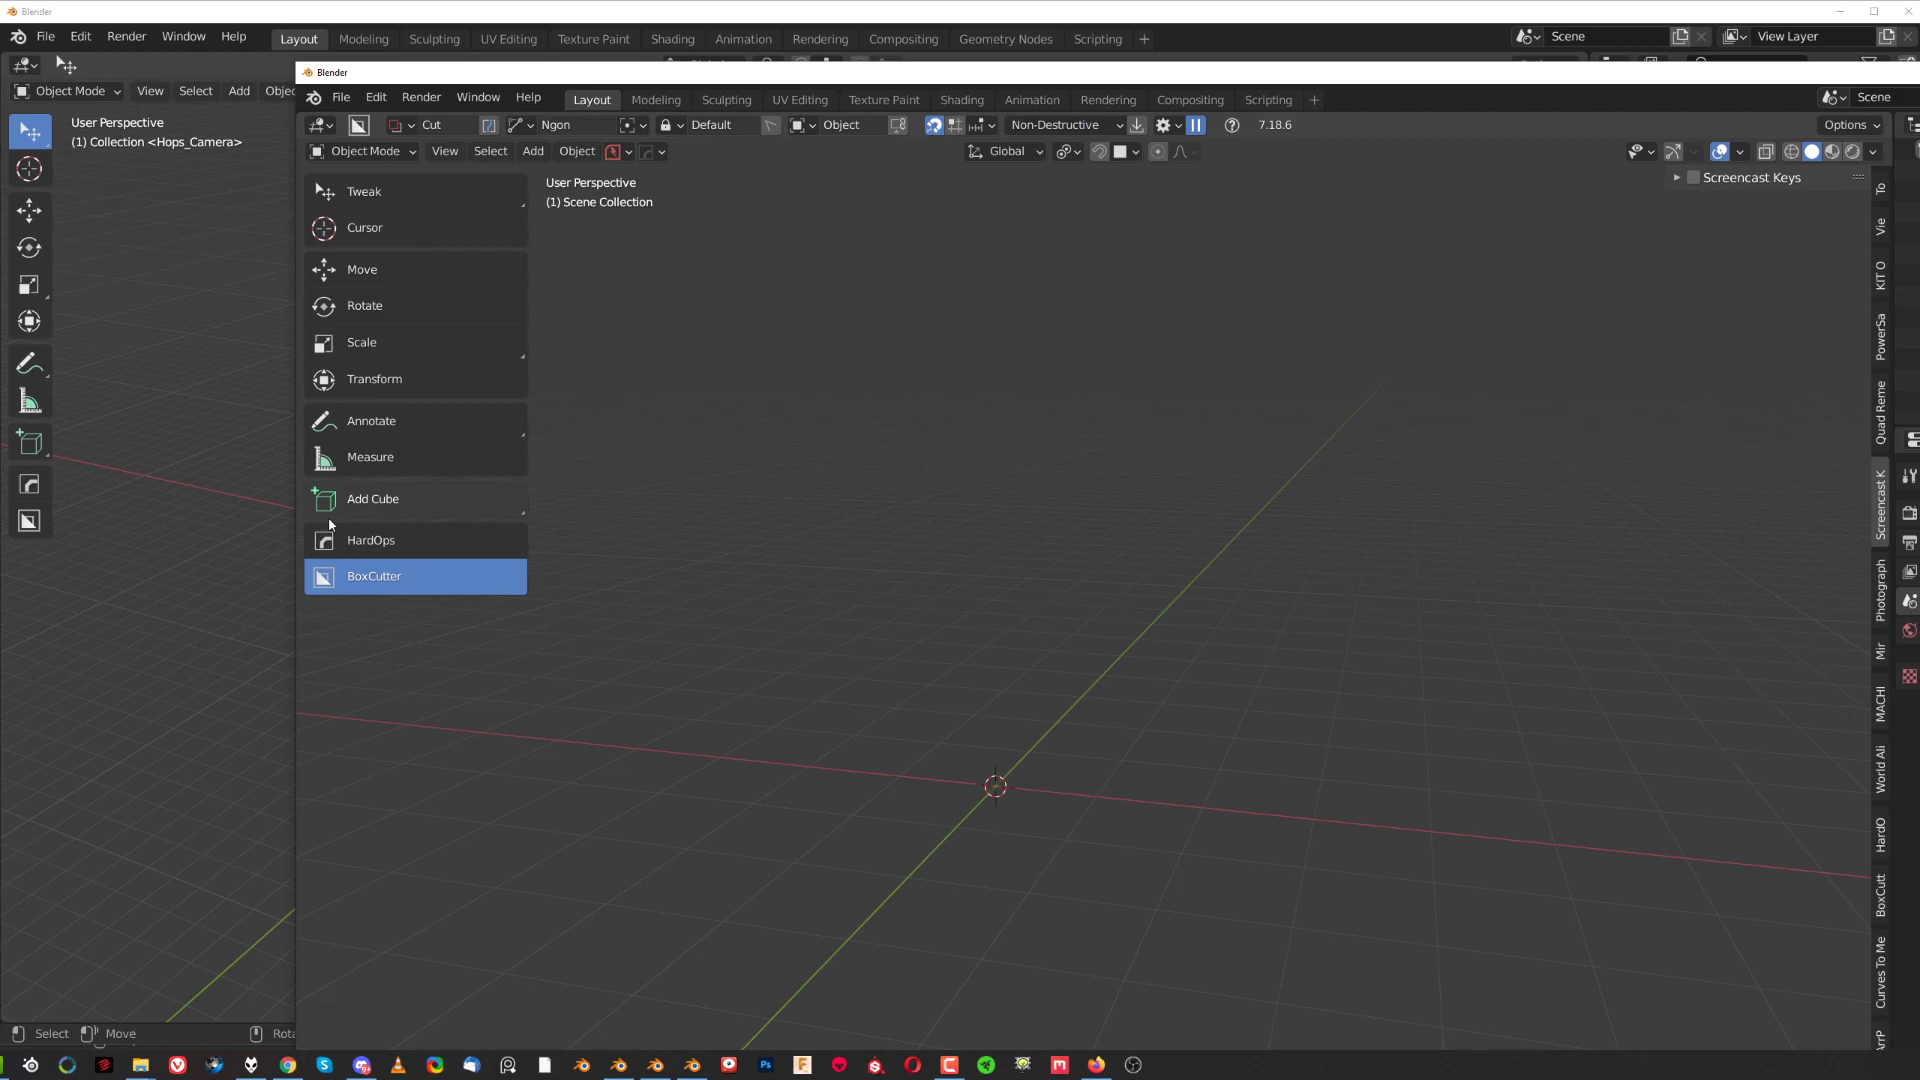 Blender
File Edit Render Window Help Layout Modeling Sculpting UV Editing Texture Paint Shading Animation Rendering Compositing Geometry Nodes Scripting + Scene View Layer
Object Mode View Select Add Objec
User Perspective
(1) Collection <Hops_Camera>
Blender
File Edit Render Window Help Layout Modeling Sculpting UV Editing Texture Paint Shading Animation Rendering Compositing Scripting + Scene
Cut Ngon Default Object Non-Destructive 7.18.6 Options
Object Mode View Select Add Object Global
Tweak
Cursor
Move
Rotate
Scale
Transform
Annotate
Measure
Add Cube
HardOps
BoxCutter
User Perspective
(1) Scene Collection
Screencast Keys
To
Vie
KIT O
PowerSa
Quad Reme
Screencast K
Photograph
Mir
MACHI
World Ali
HardO
BoxCutt
Curves To Me
ArrP
Select Move Rota